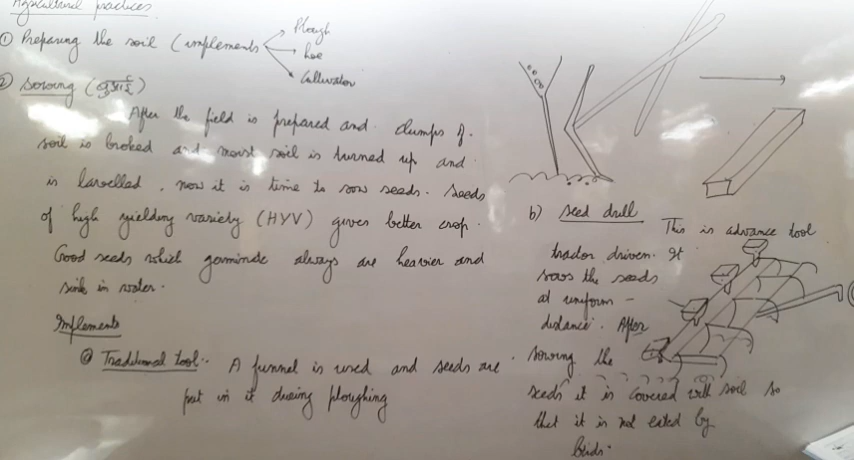 Agricultural practices
① Preparing the soil (implements
Plough
hoe
Cultivator
② Sowing (बुआई)
After the field is prepared and clumps of
soil is broked and moist soil is turned up and
is lavelled, now it is time to sow seeds. Seeds
of high yielding variety (HYV) gives better crop.
Good seeds which germinate always are heavier and
sink in water.
Implements
ⓐ Traditional tool:- A funnel is used and seeds are
put in it during ploughing
b) Seed drill
This is advance tool
tractor driven. It
sows the seeds
at uniform -
distance. After
sowing the
seeds it is covered with soil so
that it is not eated by
birds.